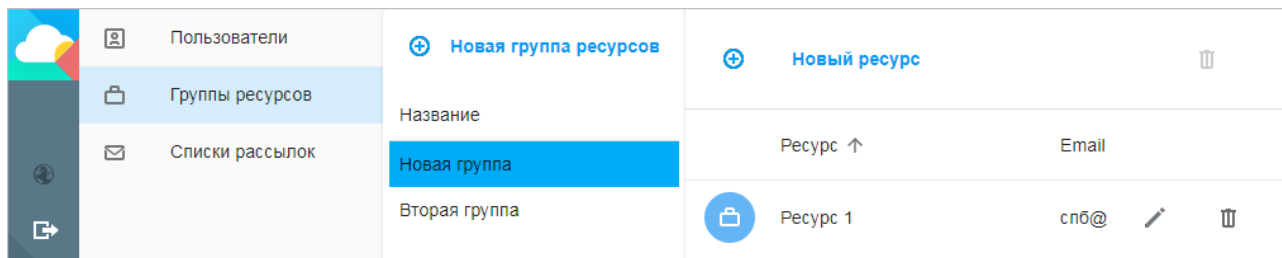 Пользователи
Группы ресурсов
Списки рассылок
Новая группа ресурсов
Название
Новая группа
Вторая группа
Новый ресурс
Ресурс Email
Ресурс 1 спб@